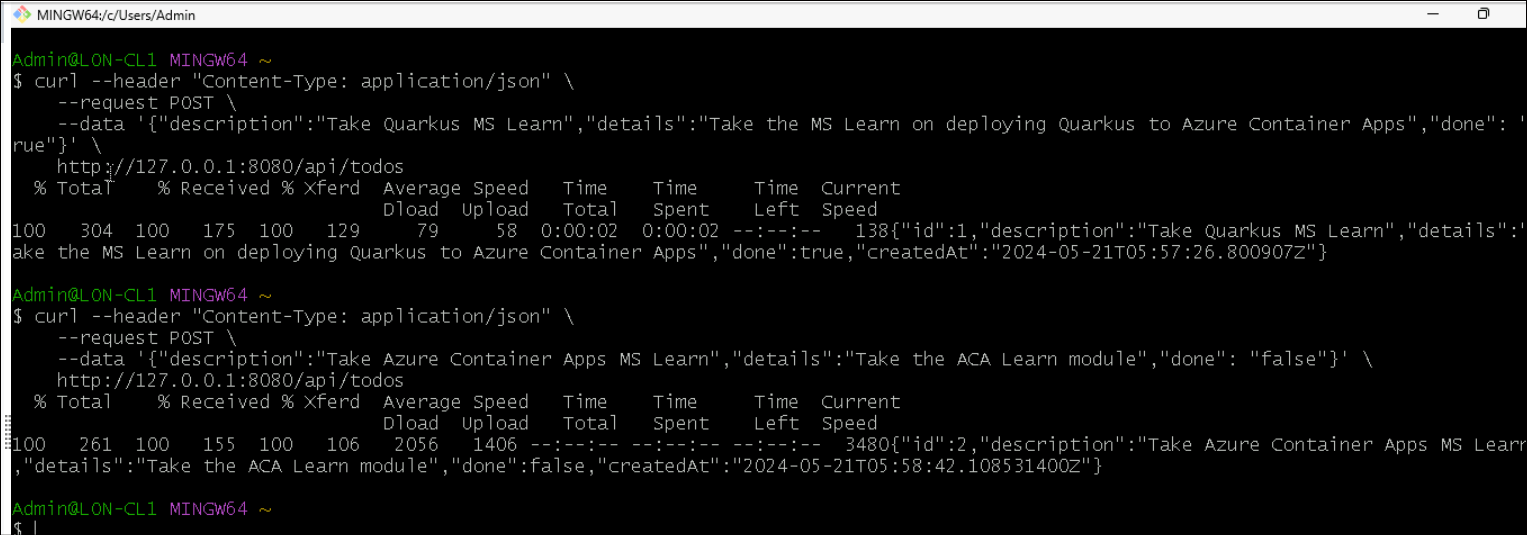 MINGW64:/c/Users/Admin
Admin@LON-CL1 MINGW64 ~
$ curl --header "Content-Type: application/json" \
--request POST \
--data '{"description":"Take Quarkus MS Learn","details":"Take the MS Learn on deploying Quarkus to Azure Container Apps","done": "
rue"}' \
http://127.0.0.1:8080/api/todos
% Total % Received % Xferd Average Speed Time Time Time Current
Dload Upload Total Spent Left Speed
100 304 100 175 100 129 79 58 0:00:02 0:00:02 --:--:-- 138{"id":1,"description":"Take Quarkus MS Learn","details":"
ake the MS Learn on deploying Quarkus to Azure Container Apps","done":true,"createdAt":"2024-05-21T05:57:26.800907Z"}
Admin@LON-CL1 MINGW64 ~
$ curl --header "Content-Type: application/json" \
--request POST \
--data '{"description":"Take Azure Container Apps MS Learn","details":"Take the ACA Learn module","done": "false"}' \
http://127.0.0.1:8080/api/todos
% Total % Received % Xferd Average Speed Time Time Time Current
Dload Upload Total Spent Left Speed
100 261 100 155 100 106 2056 1406 --:--:-- --:--:-- --:--:-- 3480{"id":2,"description":"Take Azure Container Apps MS Learn
,"details":"Take the ACA Learn module","done":false,"createdAt":"2024-05-21T05:58:42.108531400Z"}
Admin@LON-CL1 MINGW64 ~
$